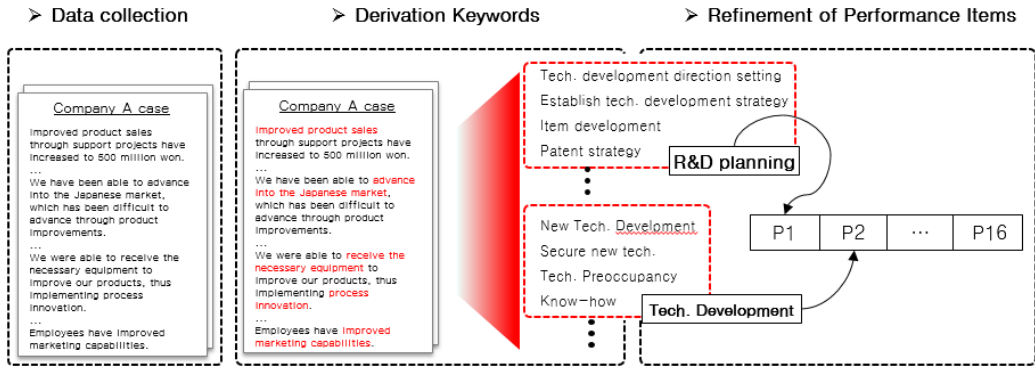 ➢ Data collection
➢ Derivation Keywords
➢ Refinement of Performance Items
Company A case
Improved product sales
through support projects have
increased to 500 million won.
...
We have been able to advance
into the Japanese market,
which has been difficult to
advance through product
improvements.
...
We were able to receive the
necessary equipment to
improve our products, thus
implementing process
innovation.
...
Employees have improved
marketing capabilities.
Company A case
Improved product sales
through support projects have
increased to 500 million won.
...
We have been able to advance
into the Japanese market,
which has been difficult to
advance through product
improvements.
...
We were able to receive the
necessary equipment to
improve our products, thus
implementing process
innovation.
...
Employees have improved
marketing capabilities.
Tech. development direction setting
Establish tech. development strategy
Item development
Patent strategy
R&D planning
New Tech. Develpment
Secure new tech.
Tech. Preoccupancy
Know-how
Tech. Development
P1 P2 ... P16